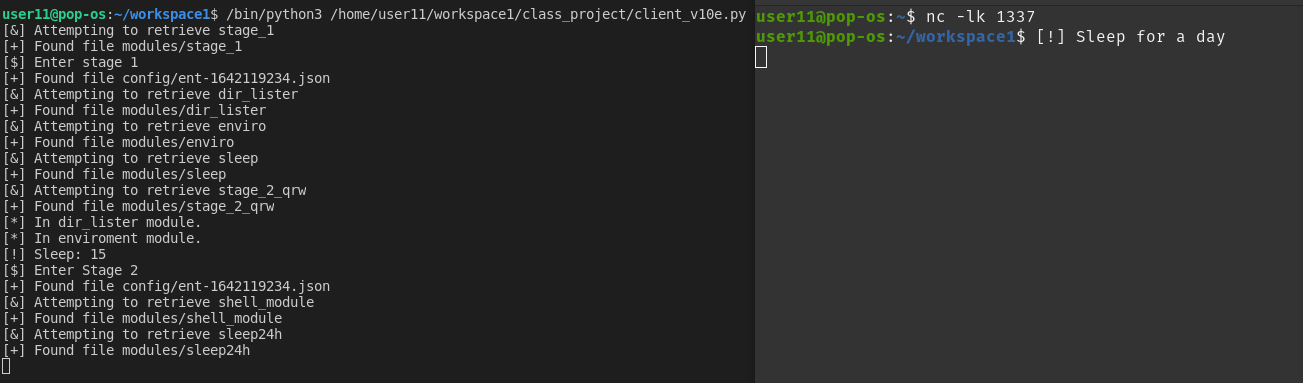 user11@pop-os:~/workspace1$ /bin/python3 /home/user11/workspace1/class_project/client_v10e.py
[&] Attempting to retrieve stage_1
[+] Found file modules/stage_1
[$] Enter stage 1
[+] Found file config/ent-1642119234.json
[&] Attempting to retrieve dir_lister
[+] Found file modules/dir_lister
[&] Attempting to retrieve enviro
[+] Found file modules/enviro
[&] Attempting to retrieve sleep
[+] Found file modules/sleep
[&] Attempting to retrieve stage_2_qrw
[+] Found file modules/stage_2_qrw
[*] In dir_lister module.
[*] In enviroment module.
[!] Sleep: 15
[$] Enter Stage 2
[+] Found file config/ent-1642119234.json
[&] Attempting to retrieve shell_module
[+] Found file modules/shell_module
[&] Attempting to retrieve sleep24h
[+] Found file modules/sleep24h
user11@pop-os:~$ nc -lk 1337
user11@pop-os:~/workspace1$ [!] Sleep for a day